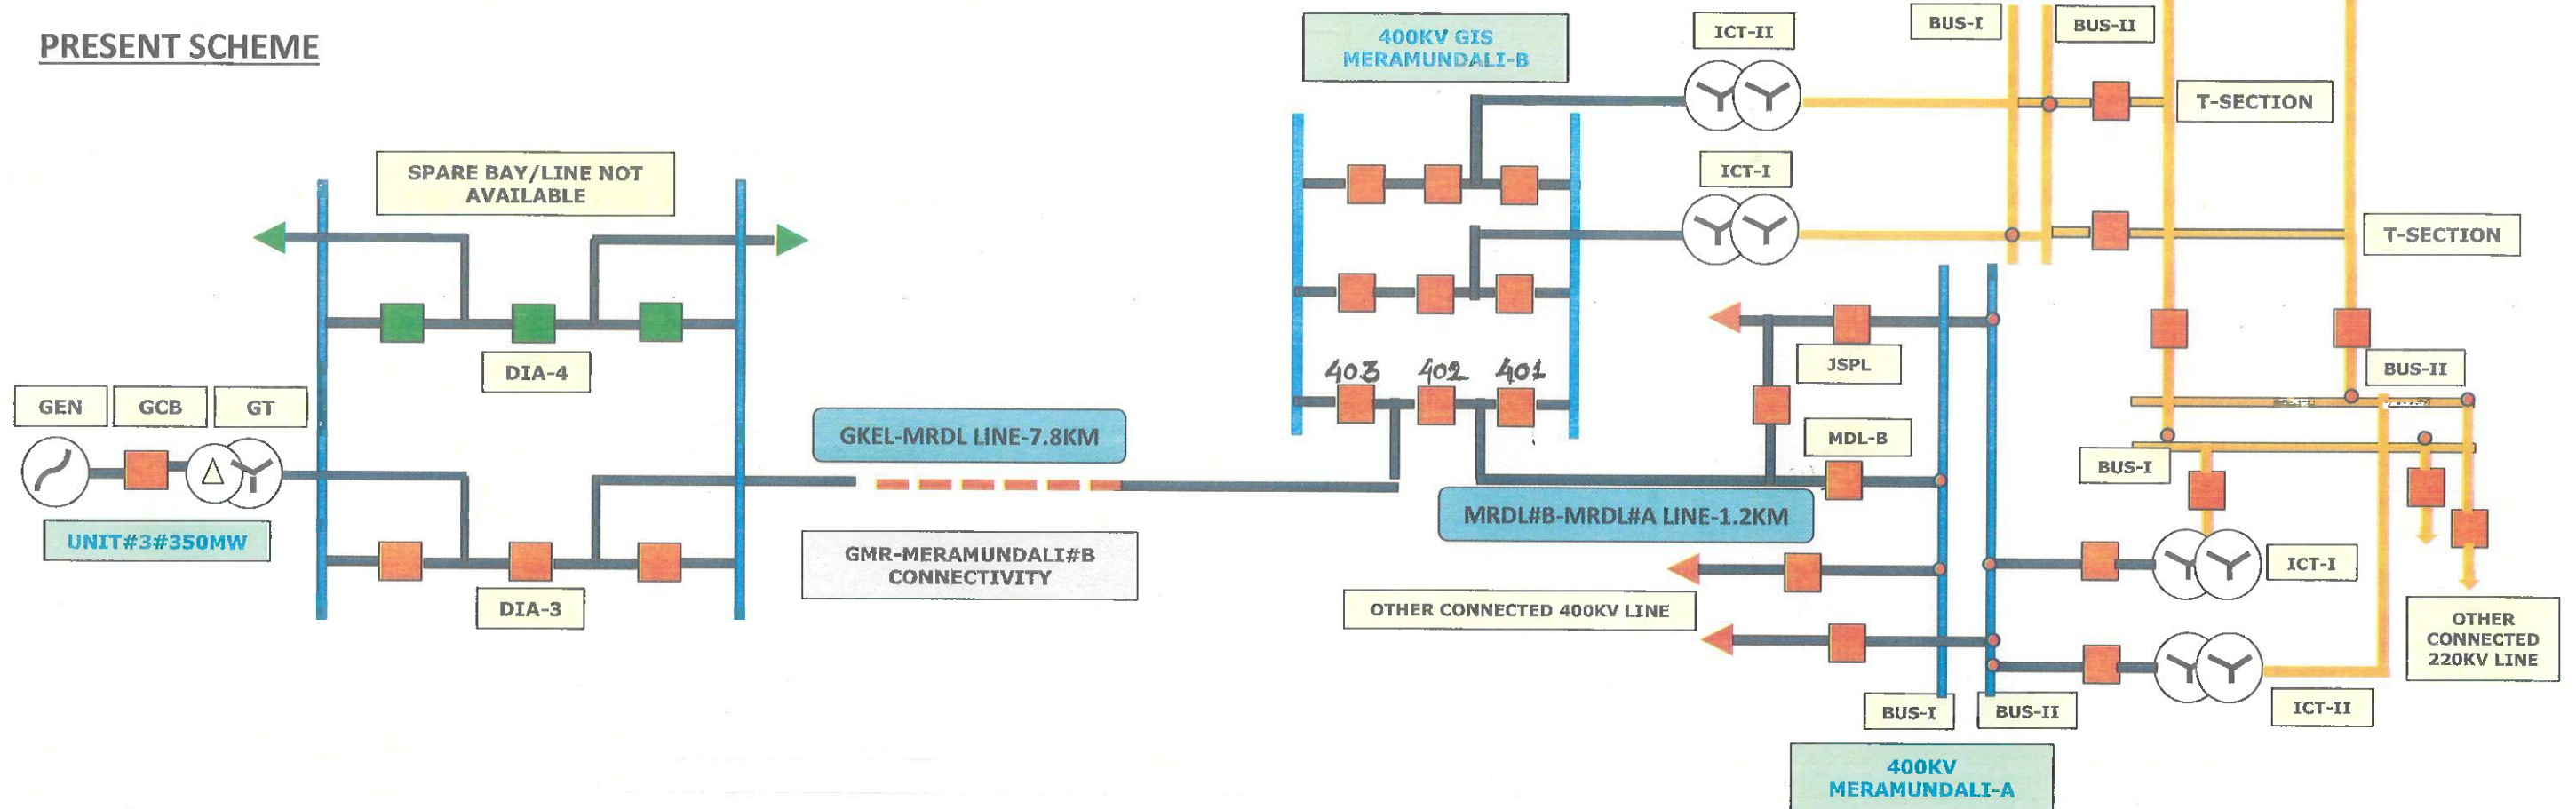 PRESENT SCHEME
400KV GIS
MERAMUNDALI-B
ICT-II
BUS-I
BUS-II
T-SECTION
SPARE BAY/LINE NOT
AVAILABLE
ICT-I
T-SECTION
DIA-4
403
402
401
JSPL
BUS-II
GEN
GCB
GT
GKEL-MRDL LINE-7.8KM
MDL-B
BUS-I
UNIT#3#350MW
MRDL#B-MRDL#A LINE-1.2KM
GMR-MERAMUNDALI#B
CONNECTIVITY
ICT-I
DIA-3
OTHER CONNECTED 400KV LINE
OTHER
CONNECTED
220KV LINE
BUS-I
BUS-II
ICT-II
400KV
MERAMUNDALI-A